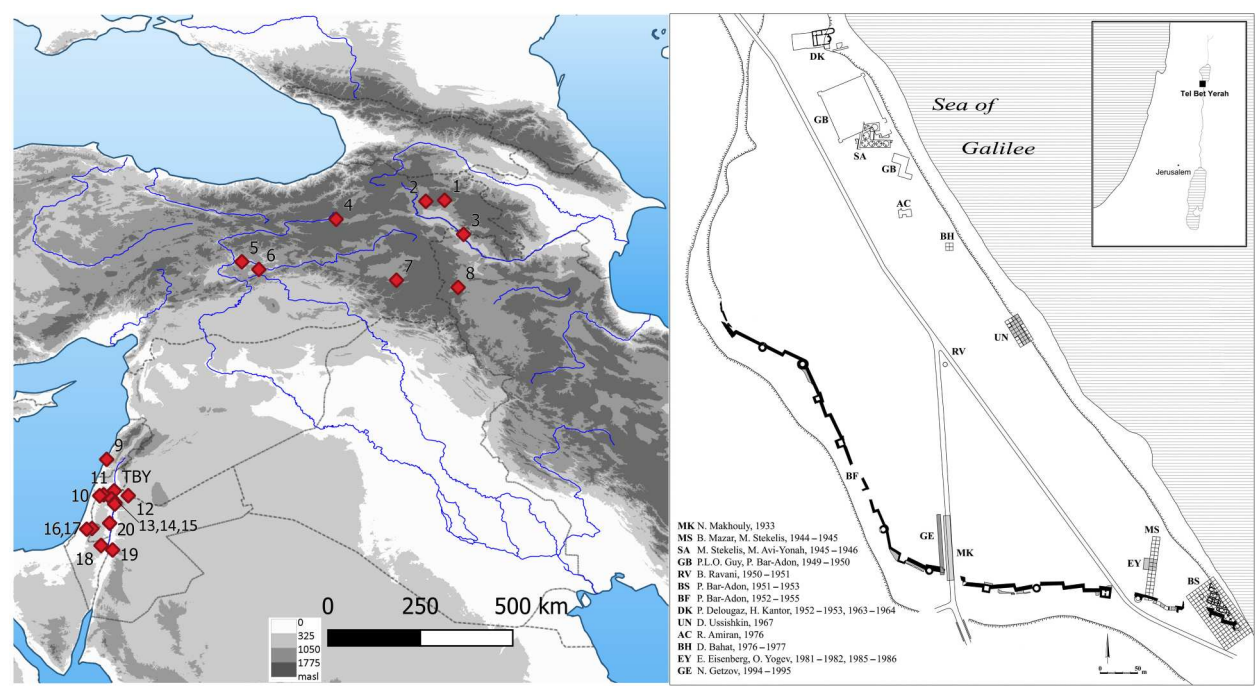 1
2
3
4
5
6
7
8
9
TBY
11
10
12
13,14,15
16,17
20
18
19
0 250 500 km
0
325
1050
1775
masl
DK
GB
SA
GB
AC
BH
UN
RV
BF
GE
MK
MS
EY
BS
Sea of
Galilee
Tel Bet Yerah
Jerusalem
MK N. Makhouly, 1933
MS B. Mazar, M. Stekelis, 1944–1945
SA M. Stekelis, M. Avi-Yonah, 1945–1946
GB P.L.O. Guy, P. Bar-Adon, 1949–1950
RV B. Ravani, 1950–1951
BS P. Bar-Adon, 1951–1953
BF P. Bar-Adon, 1952–1955
DK P. Delougaz, H. Kantor, 1952–1953, 1963–1964
UN D. Ussishkin, 1967
AC R. Amiran, 1976
BH D. Bahat, 1976–1977
EY E. Eisenberg, O. Yogev, 1981–1982, 1985–1986
GE N. Getzov, 1994–1995
0 50 m